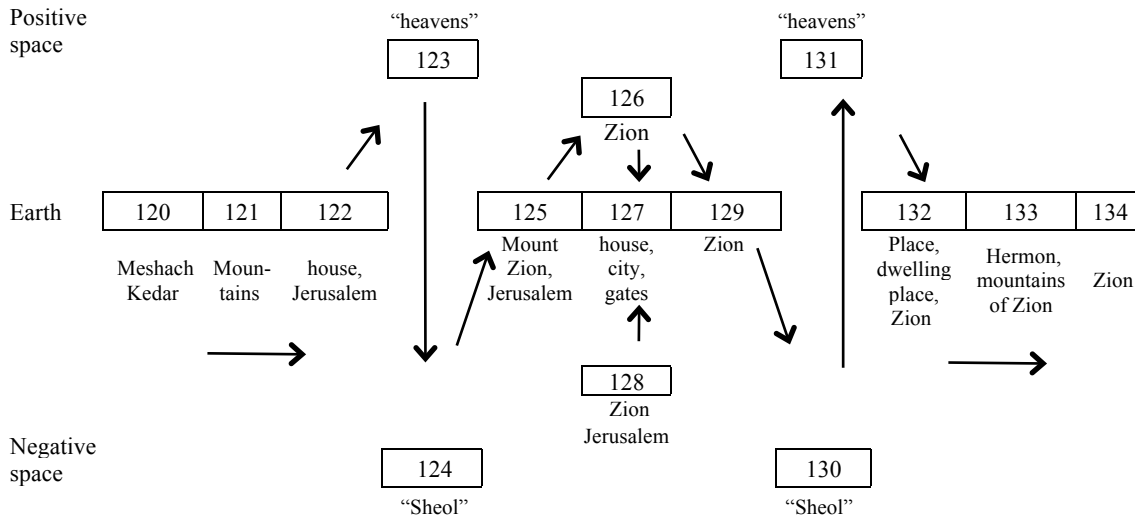 Positive
space
“heavens”
“heavens”
123
131
126
Zion
Earth
120
121
122
125
127
129
132
133
134
Meshach
Kedar
Moun-
tains
house,
Jerusalem
Mount
Zion,
Jerusalem
house,
city,
gates
Zion
Place,
dwelling
place,
Zion
Hermon,
mountains
of Zion
Zion
128
Zion
Jerusalem
Negative
space
124
130
“Sheol”
“Sheol”